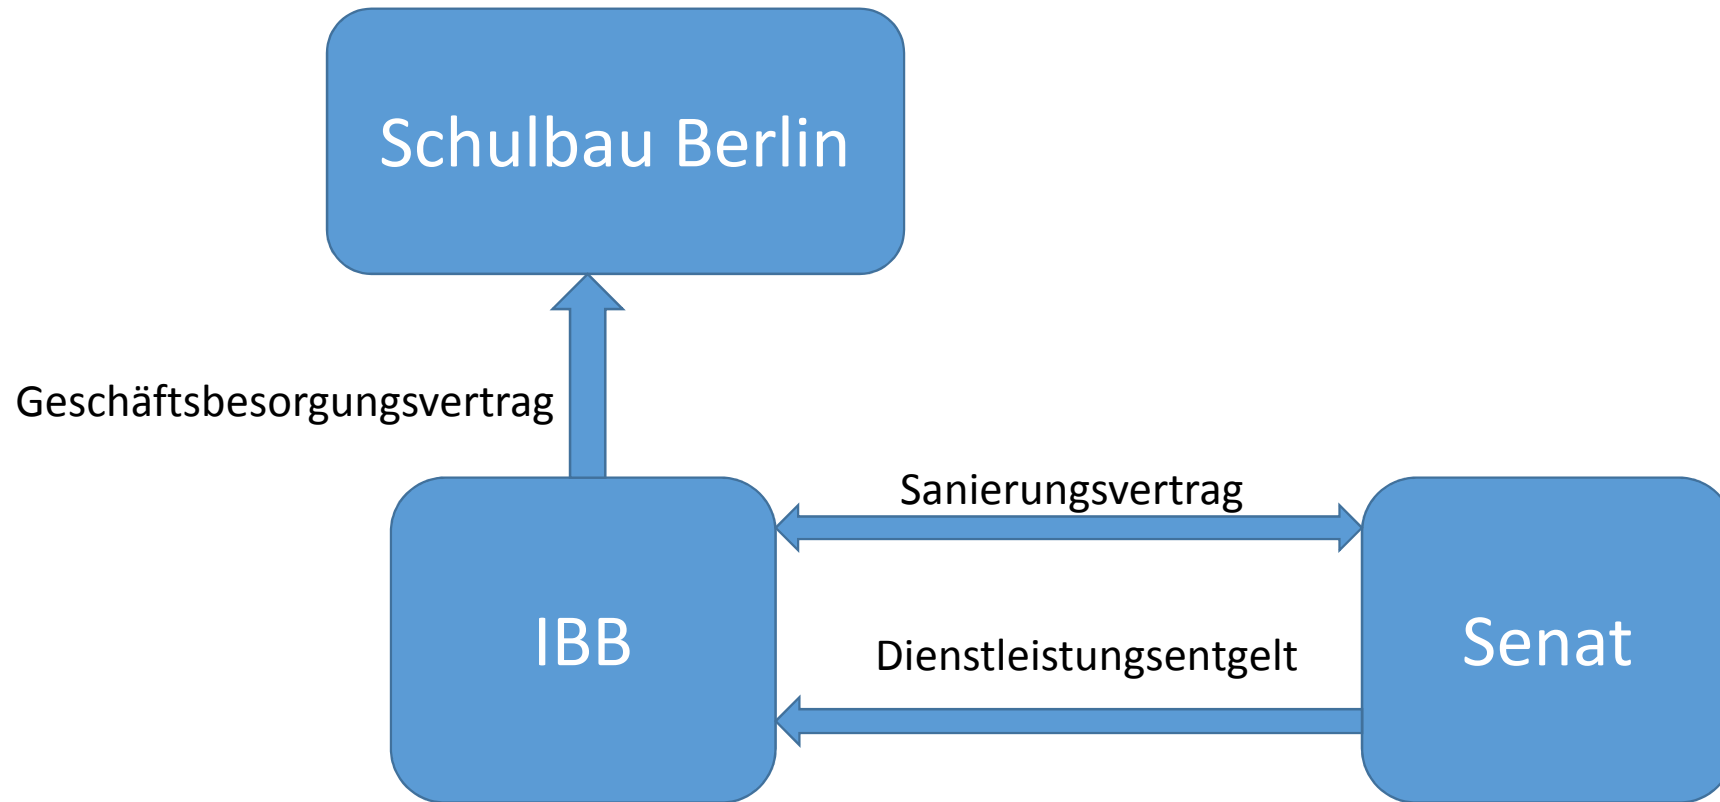 Schulbau Berlin
Geschäftsbesorgungsvertrag
Sanierungsvertrag
IBB
Dienstleistungsentgelt
Senat